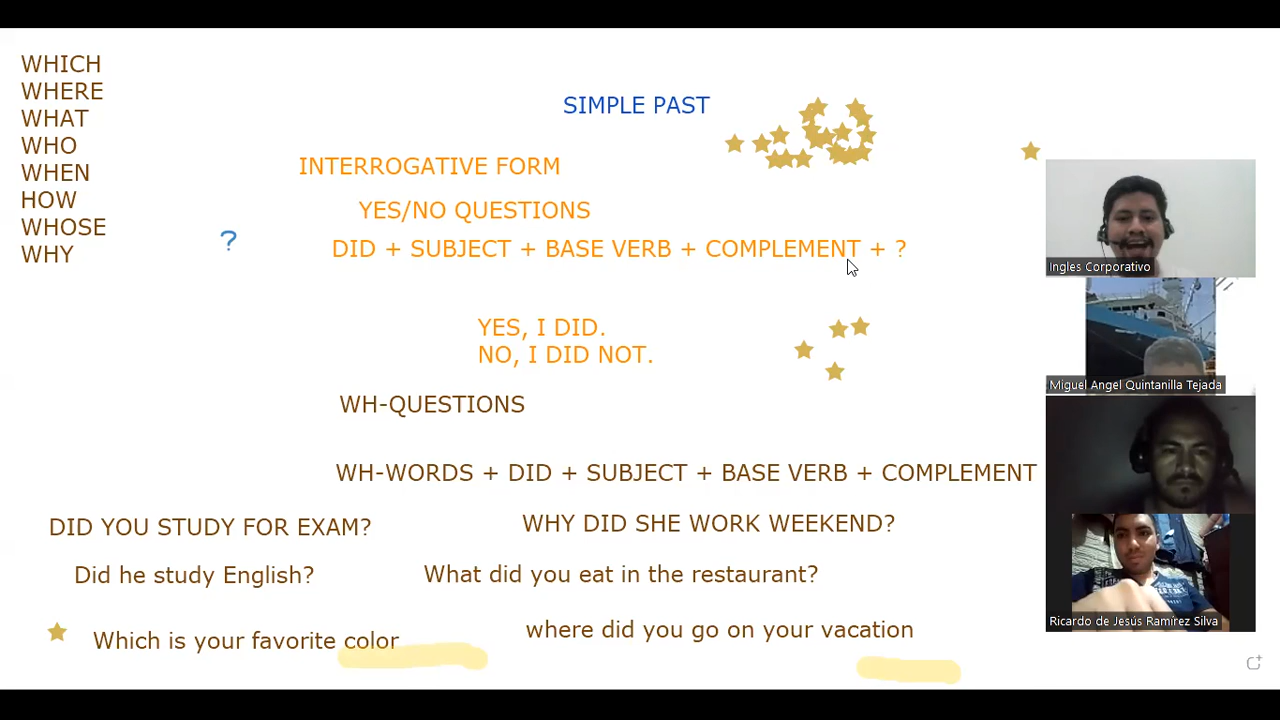 WHICH
WHERE
WHAT
WHO
WHEN
HOW
WHOSE
WHY
?
SIMPLE PAST
INTERROGATIVE FORM
YES/NO QUESTIONS
DID + SUBJECT + BASE VERB + COMPLEMENT + ?
YES, I DID.
NO, I DID NOT.
WH-QUESTIONS
WH-WORDS + DID + SUBJECT + BASE VERB + COMPLEMENT
DID YOU STUDY FOR EXAM?
WHY DID SHE WORK WEEKEND?
Did he study English?
What did you eat in the restaurant?
Which is your favorite color
where did you go on your vacation
Ingles Corporativo
Miguel Angel Quintanilla Tejada
Ricardo de Jesús Ramírez Silva